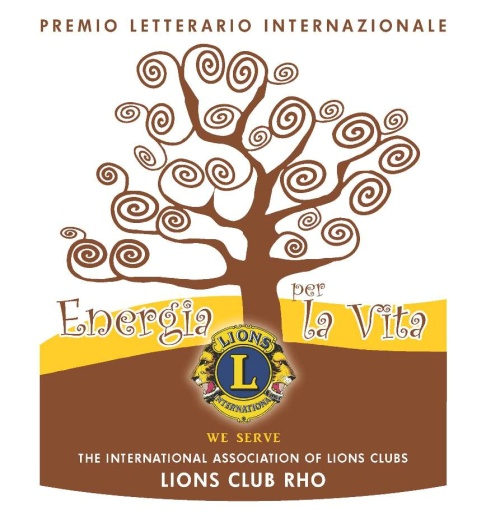 PREMIO LETTERARIO INTERNAZIONALE
Energia per la Vita
LIONS
L
INTERNATIONAL
WE SERVE
THE INTERNATIONAL ASSOCIATION OF LIONS CLUBS
LIONS CLUB RHO